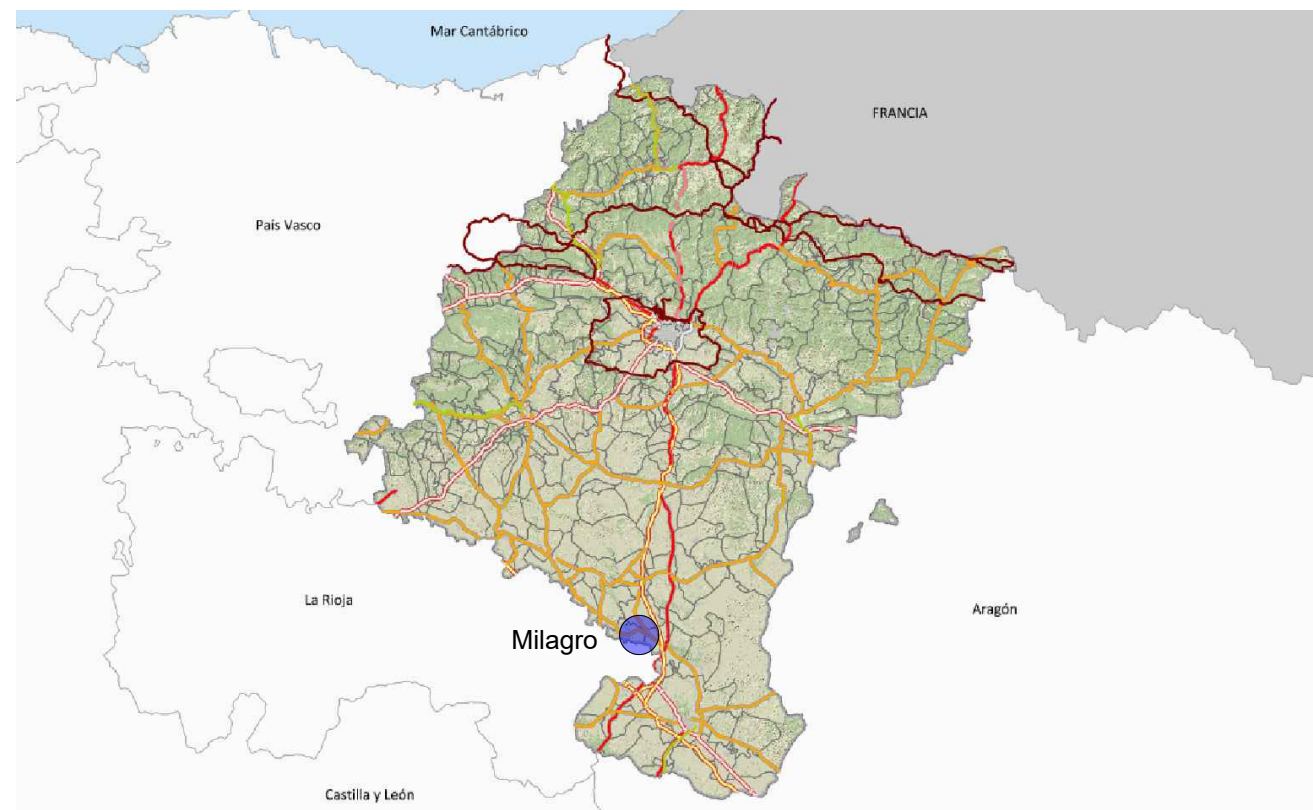 Mar Cantábrico
FRANCIA
País Vasco
La Rioja
Aragón
Milagro
Castilla y León